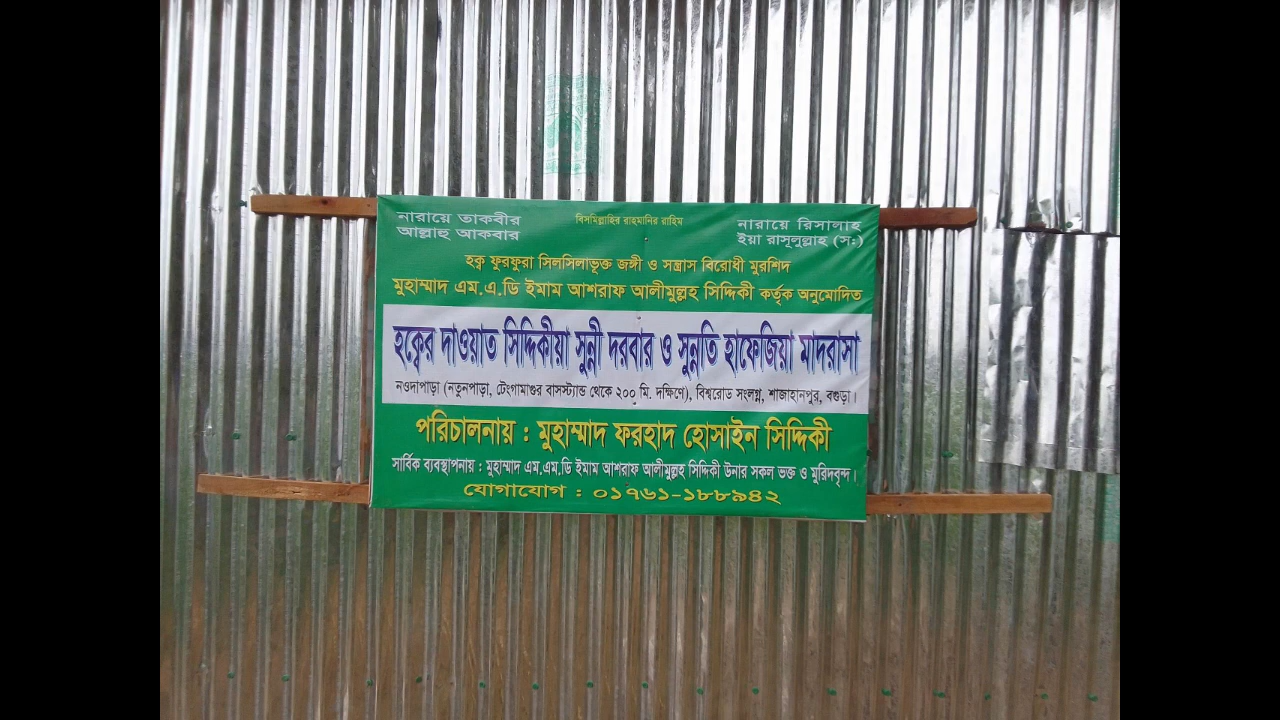 নারায়ে তাকবীর
আল্লাহু আকবার
বিসমিল্লাহির রাহমানির রাহিম
নারায়ে রিসালাহ
ইয়া রাসূলুল্লাহ (স:)
হক্ব ফুরফুরা সিলসিলাভূক্ত জঙ্গী ও সন্ত্রাস বিরোধী মুরশিদ
মুহাম্মাদ এম.এ.ডি ইমাম আশরাফ আলীমুল্লহ সিদ্দিকী কর্তৃক অনুমোদিত
হক্বের দাওয়াত সিদ্দিকীয়া সুন্নী দরবার ও সুন্নতি হাফেজিয়া মাদরাসা
নওদাপাড়া (নতুনপাড়া, টেংগামাগুর বাসস্ট্যান্ড থেকে ২০০ মি. দক্ষিণে), বিশ্বরোড সংলগ্ন, শাজাহানপুর, বগুড়া।
পরিচালনায় : মুহাম্মাদ ফরহাদ হোসাইন সিদ্দিকী
সার্বিক ব্যবস্থাপনায় : মুহাম্মাদ এম.এম.ডি ইমাম আশরাফ আলীমুল্লহ সিদ্দিকী উনার সকল ভক্ত ও মুরিদবৃন্দ।
যোগাযোগ : ০১৭৬১-১৮৮৯৪২